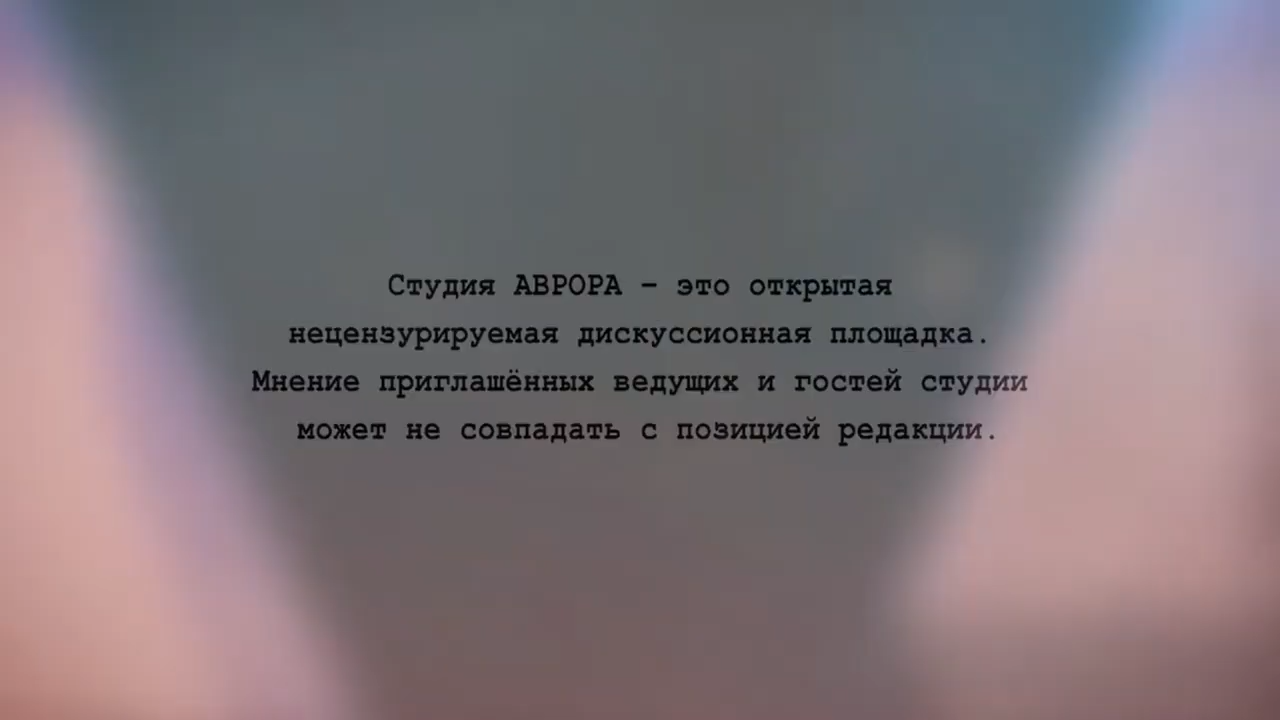 Студия АВРОРА – это открытая
нецензурируемая дискуссионная площадка.
Мнение приглашённых ведущих и гостей студии
может не совпадать с позицией редакции.